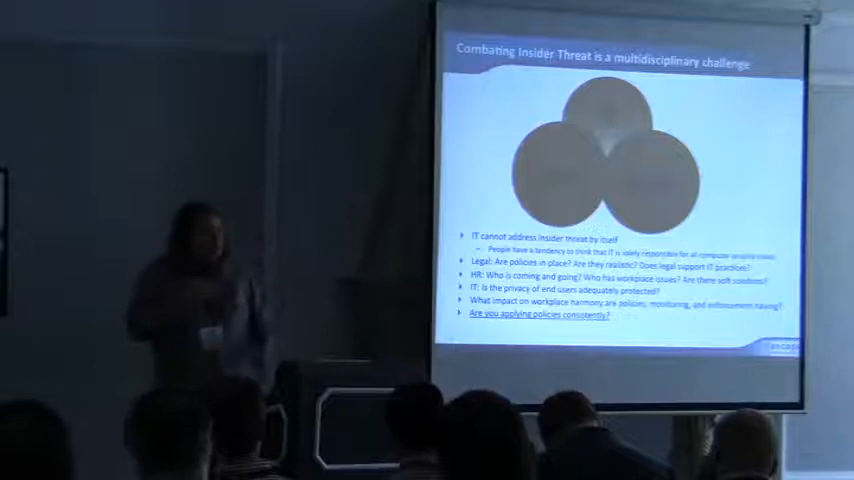 Combating Insider Threat is a multidisciplinary challenge
IT cannot address insider threat by itself
– People have a tendency to think that IT is solely responsible for all computer security issues.
Legal: Are policies in place? Are they realistic? Does legal support IT practices?
HR: Who is coming and going? Who has workplace issues? Are there soft solutions?
IT: Is the privacy of end users adequately protected?
What impact on workplace harmony are policies, monitoring, and enforcement having?
Are you applying policies consistently?